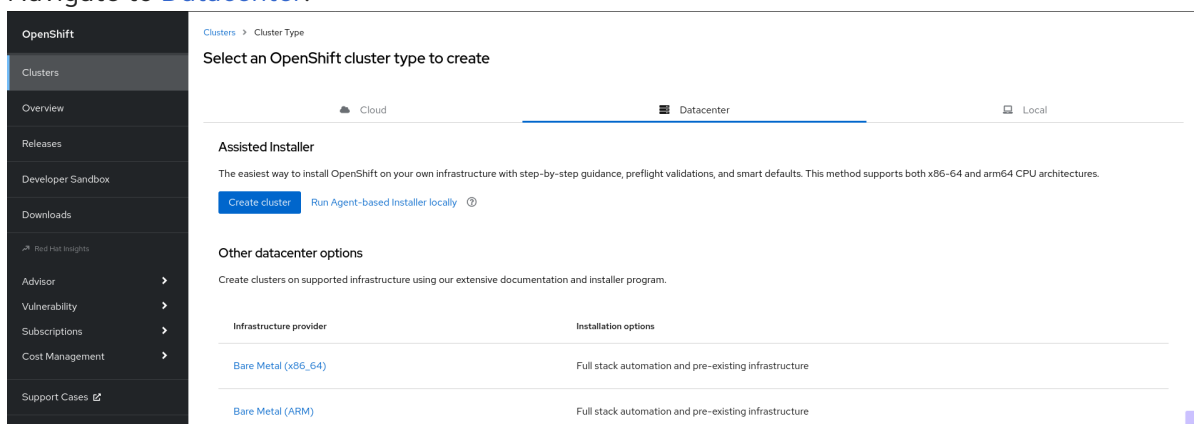 Navigate to Datacenter.
OpenShift
Clusters
Overview
Releases
Developer Sandbox
Downloads
Red Hat Insights
Advisor
Vulnerability
Subscriptions
Cost Management
Support Cases
Clusters > Cluster Type
Select an OpenShift cluster type to create
Cloud Datacenter Local
Assisted Installer
The easiest way to install OpenShift on your own infrastructure with step-by-step guidance, preflight validations, and smart defaults. This method supports both x86-64 and arm64 CPU architectures.
Create cluster Run Agent-based Installer locally
Other datacenter options
Create clusters on supported infrastructure using our extensive documentation and installer program.
Infrastructure provider Installation options
Bare Metal (x86_64) Full stack automation and pre-existing infrastructure
Bare Metal (ARM) Full stack automation and pre-existing infrastructure